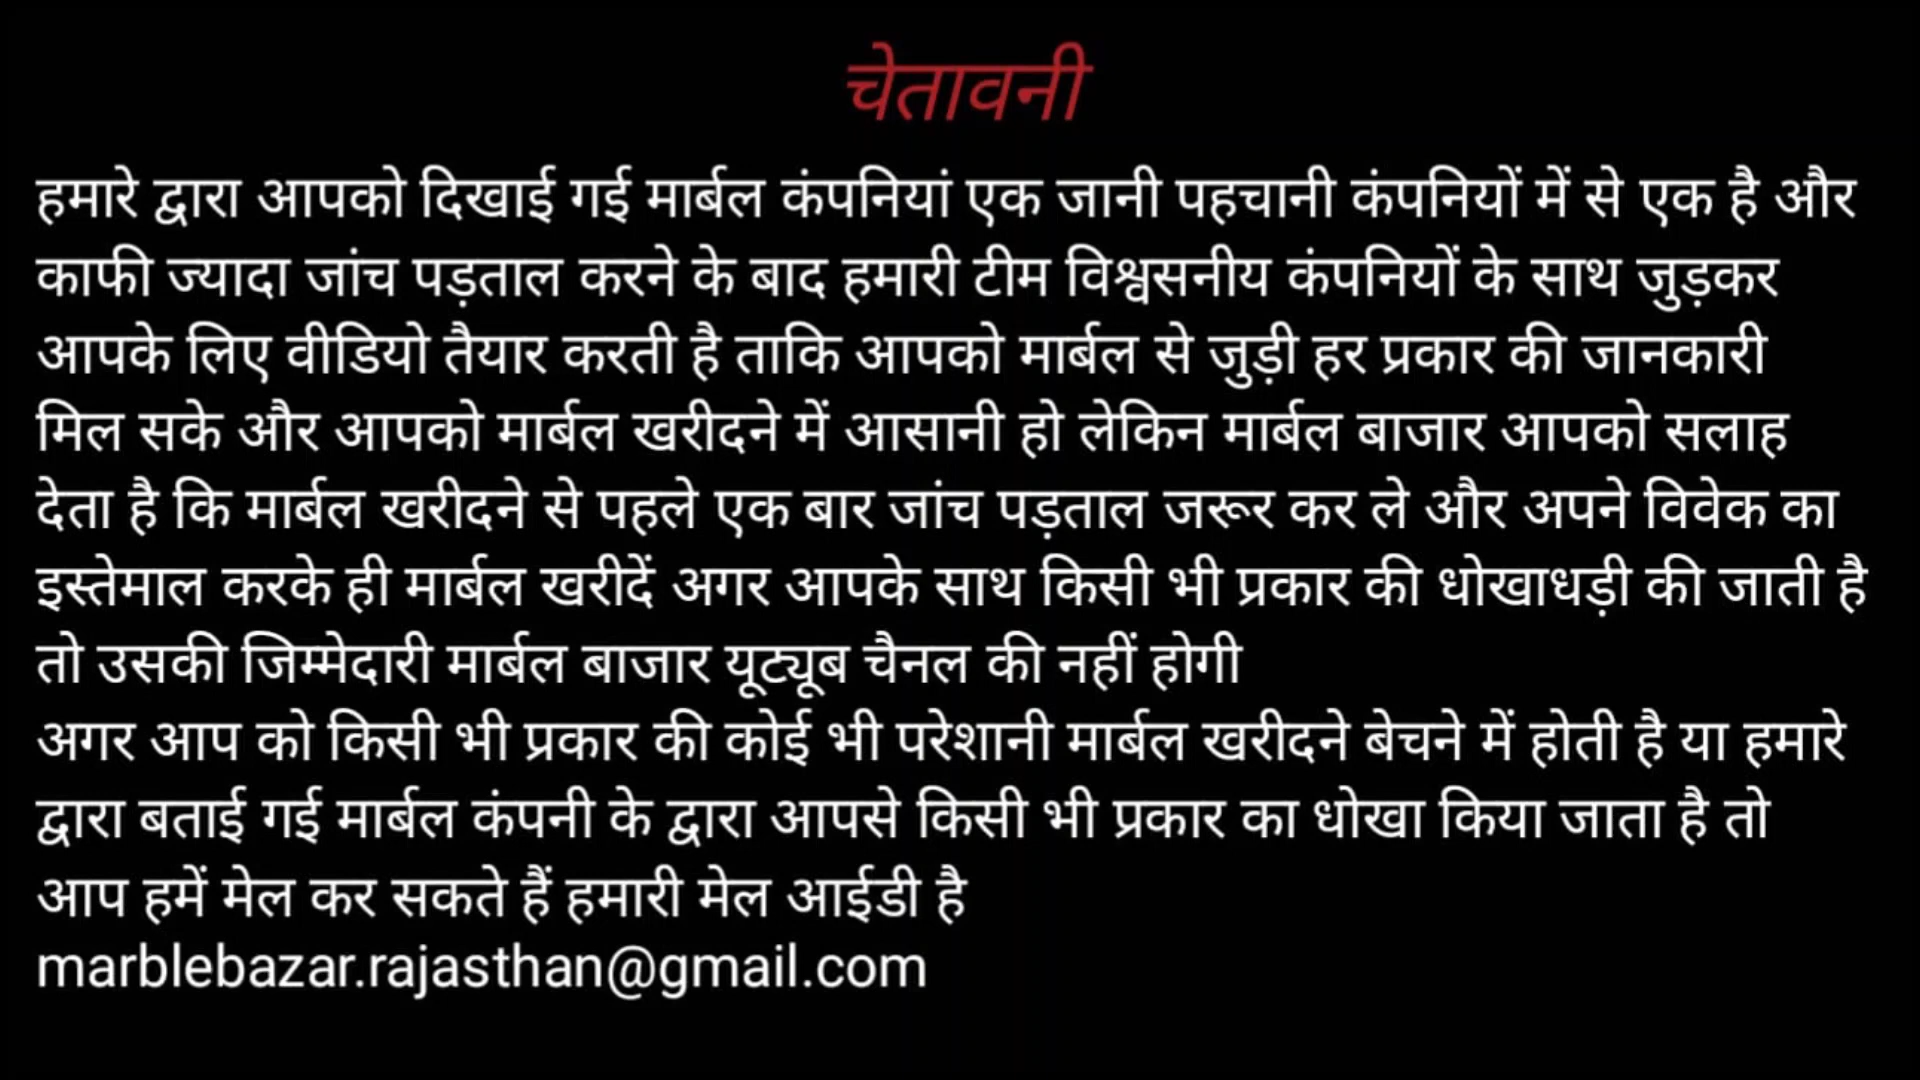 चेतावनी
हमारे द्वारा आपको दिखाई गई मार्बल कंपनियां एक जानी पहचानी कंपनियों में से एक है और
काफी ज्यादा जांच पड़ताल करने के बाद हमारी टीम विश्वसनीय कंपनियों के साथ जुड़कर
आपके लिए वीडियो तैयार करती है ताकि आपको मार्बल से जुड़ी हर प्रकार की जानकारी
मिल सके और आपको मार्बल खरीदने में आसानी हो लेकिन मार्बल बाजार आपको सलाह
देता है कि मार्बल खरीदने से पहले एक बार जांच पड़ताल जरूर कर ले और अपने विवेक का
इस्तेमाल करके ही मार्बल खरीदें अगर आपके साथ किसी भी प्रकार की धोखाधड़ी की जाती है
तो उसकी जिम्मेदारी मार्बल बाजार यूट्यूब चैनल की नहीं होगी
अगर आप को किसी भी प्रकार की कोई भी परेशानी मार्बल खरीदने बेचने में होती है या हमारे
द्वारा बताई गई मार्बल कंपनी के द्वारा आपसे किसी भी प्रकार का धोखा किया जाता है तो
आप हमें मेल कर सकते हैं हमारी मेल आईडी है
marblebazar.rajasthan@gmail.com